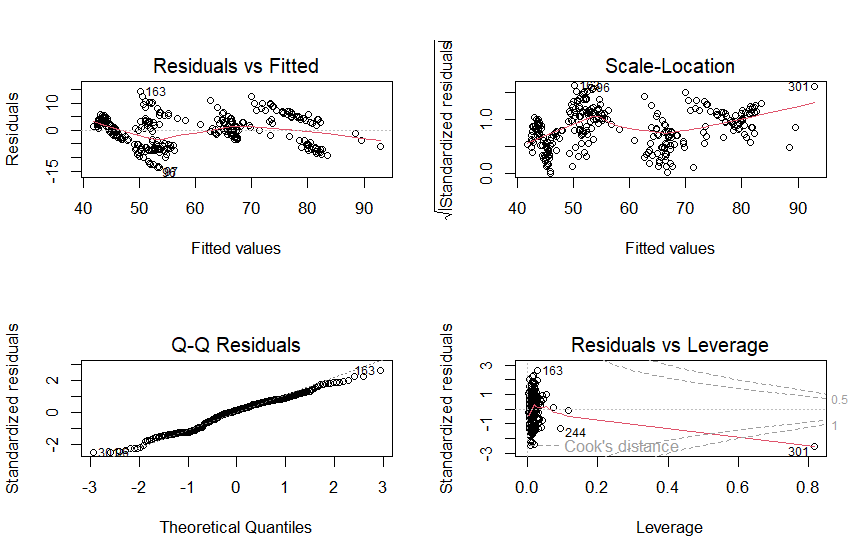 Residuals vs Fitted
Residuals
10
0
-15
163
97
40 50 60 70 80 90
Fitted values
Scale-Location
√|Standardized residuals|
1.0
0.0
301
40 50 60 70 80 90
Fitted values
Q-Q Residuals
Standardized residuals
2
0
-2
163
-3 -2 -1 0 1 2 3
Theoretical Quantiles
Residuals vs Leverage
Standardized residuals
3
1
-1
-3
163
0.5
1
244
Cook's distance
301
0.0 0.2 0.4 0.6 0.8
Leverage